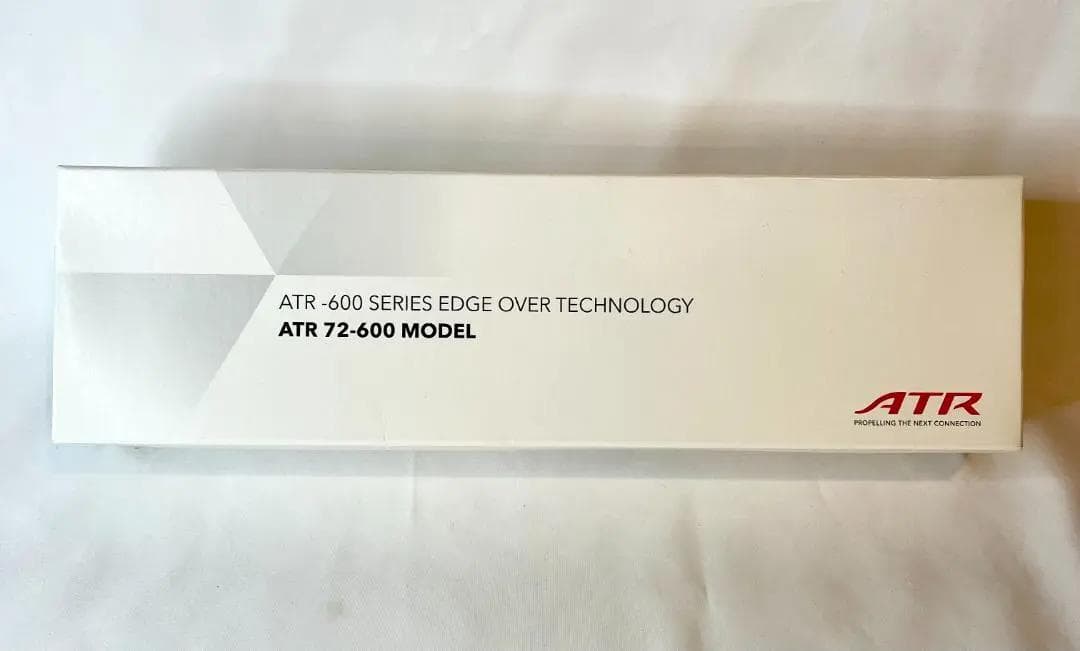 ATR -600 SERIES EDGE OVER TECHNOLOGY
ATR 72-600 MODEL
ATR
PROPELLING THE NEXT CONNECTION